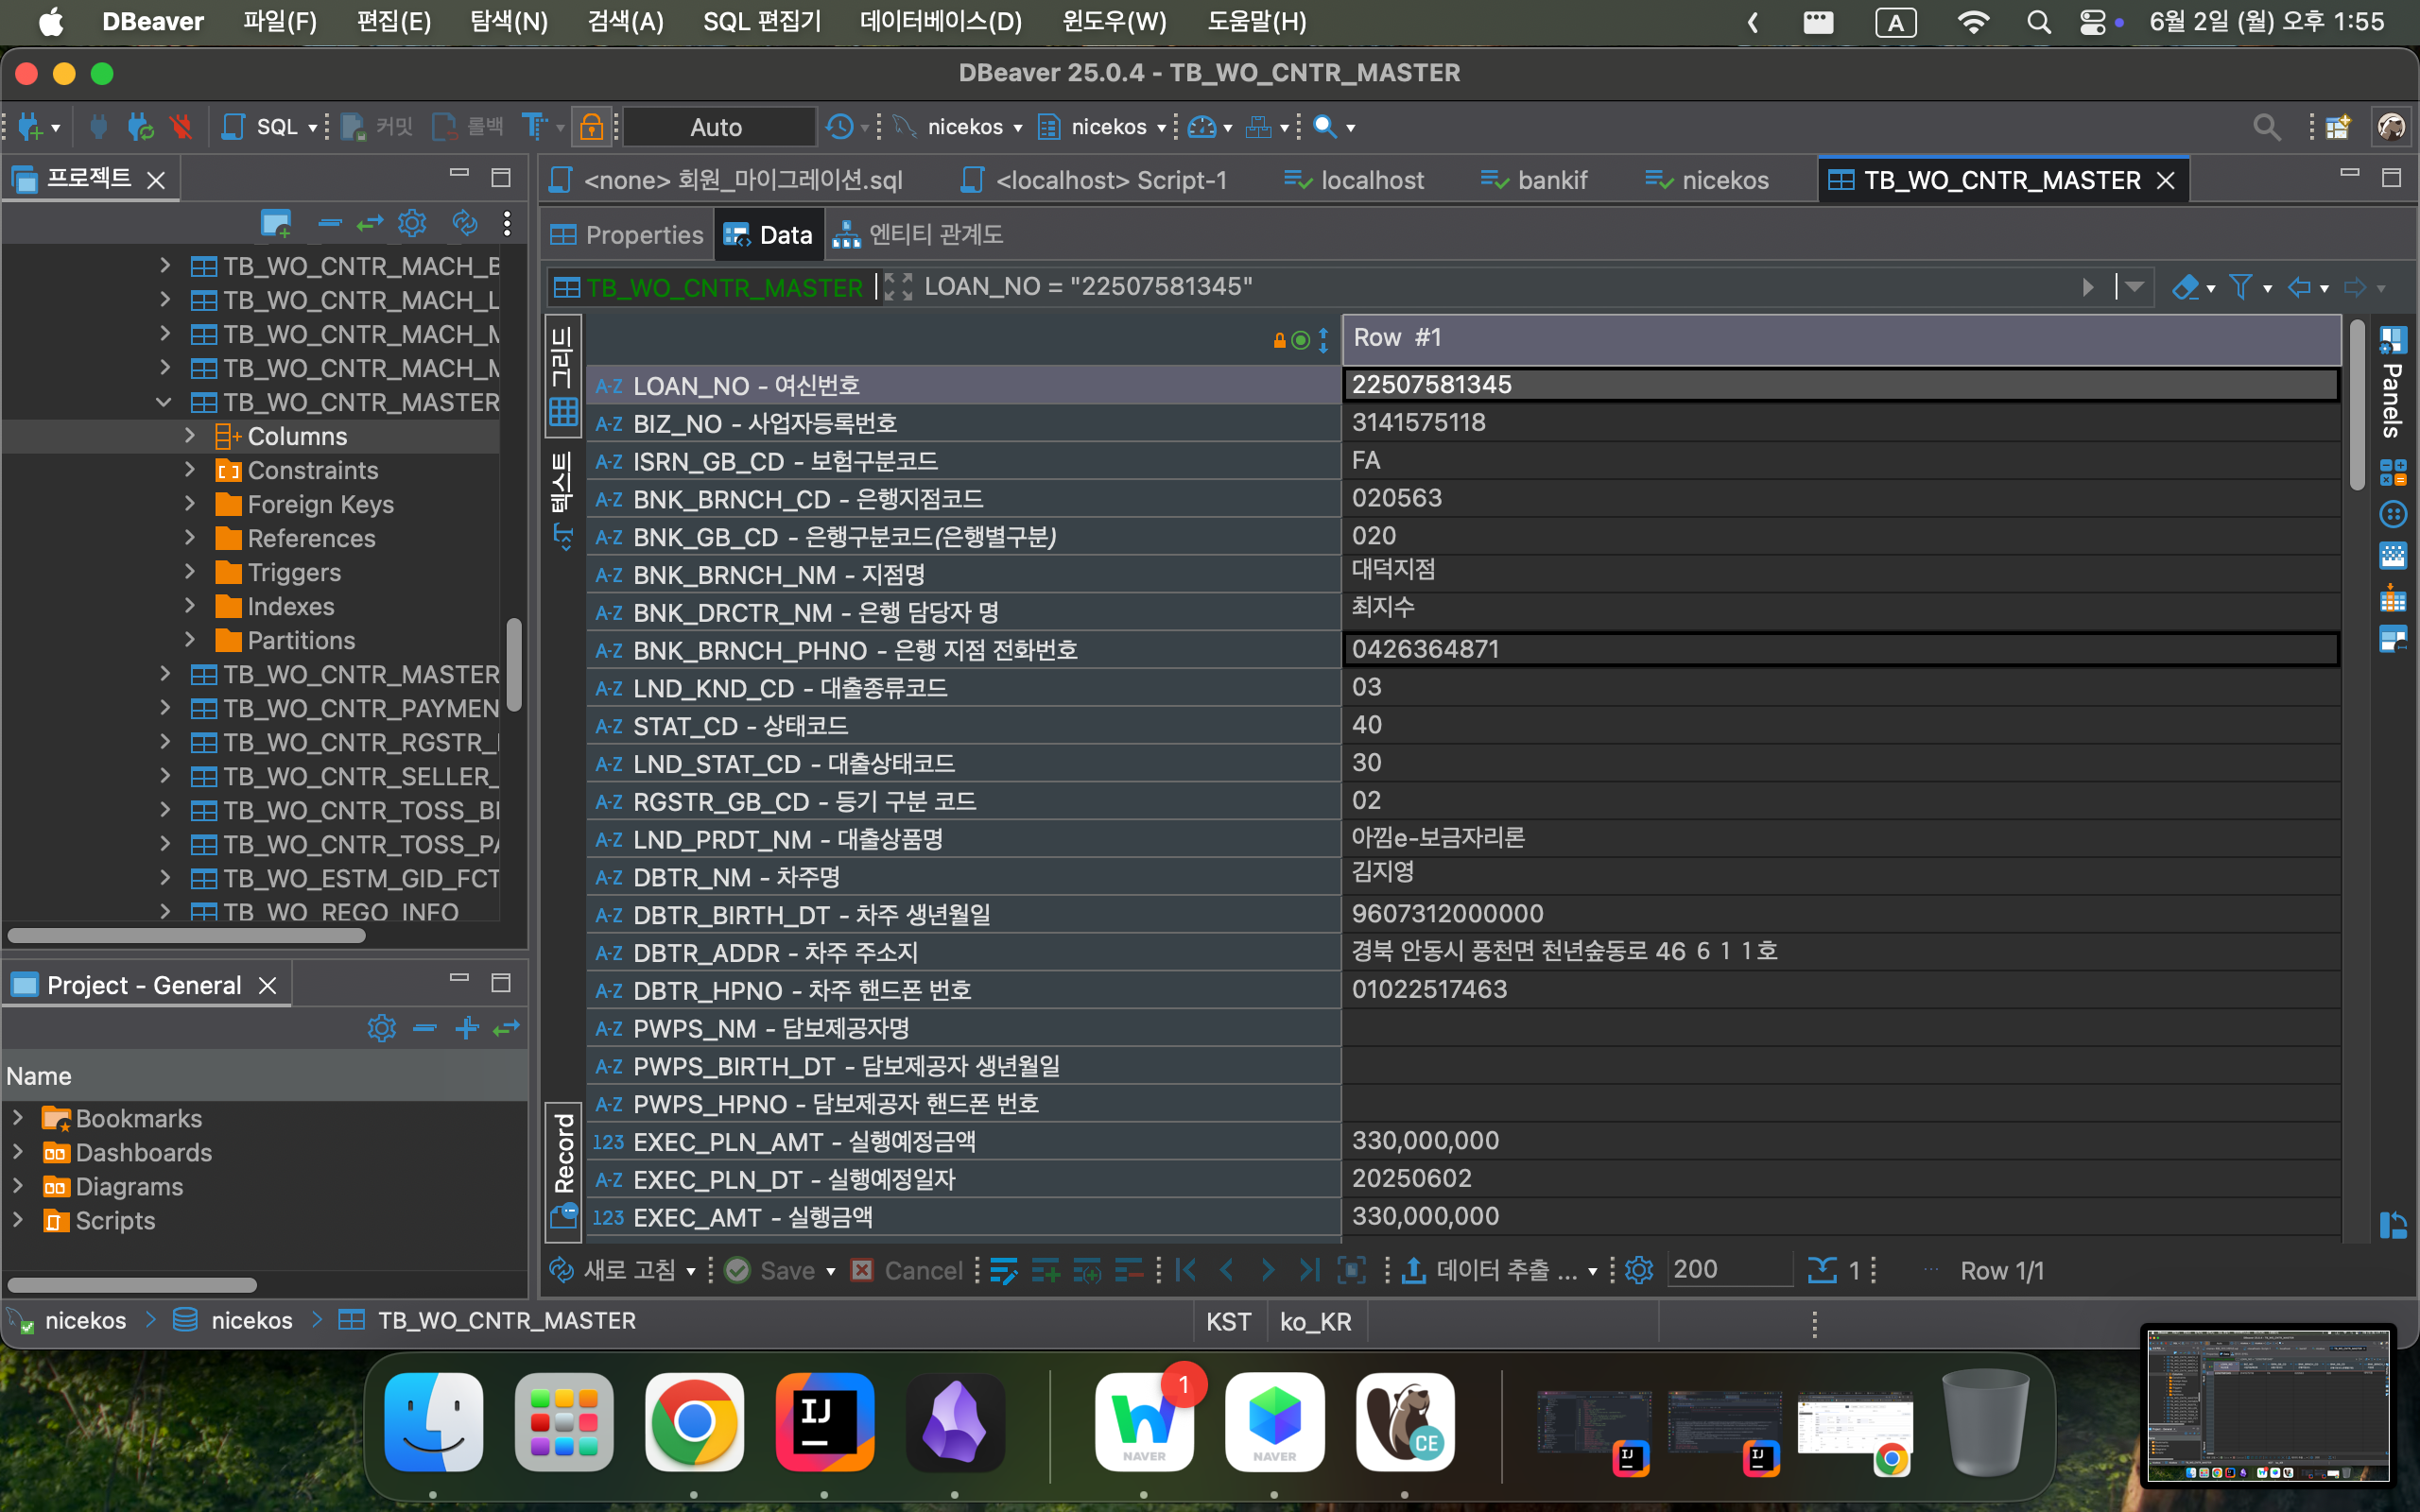 DBeaver 파일(F) 편집(E) 탐색(N) 검색(A) SQL 편집기 데이터베이스(D) 윈도우(W) 도움말(H) A 6월 2일 (월) 오후 1:55
DBeaver 25.0.4 - TB_WO_CNTR_MASTER
SQL 커밋 롤백 Auto nicekos nicekos
프로젝트
<none> 회원_마이그레이션.sql <localhost> Script-1 localhost bankif nicekos TB_WO_CNTR_MASTER
Properties Data 엔티티 관계도
TB_WO_CNTR_MASTER LOAN_NO = "22507581345"
TB_WO_CNTR_MACH_B
TB_WO_CNTR_MACH_L
TB_WO_CNTR_MACH_M
TB_WO_CNTR_MACH_M
TB_WO_CNTR_MASTER
Columns
Constraints
Foreign Keys
References
Triggers
Indexes
Partitions
TB_WO_CNTR_MASTER
TB_WO_CNTR_PAYMEN
TB_WO_CNTR_RGSTR_
TB_WO_CNTR_SELLER_
TB_WO_CNTR_TOSS_
TB_WO_CNTR_TOSS_PA
TB_WO_ESTM_GID_FCT
TB_WO_REGO_INFO
Project - General
Name
Bookmarks
Dashboards
Diagrams
Scripts
그리드
텍스트
Record
Row #1
A-Z LOAN_NO - 여신번호 22507581345
A-Z BIZ_NO - 사업자등록번호 3141575118
A-Z ISRN_GB_CD - 보험구분코드 FA
A-Z BNK_BRNCH_CD - 은행지점코드 020563
A-Z BNK_GB_CD - 은행구분코드(은행별구분) 020
A-Z BNK_BRNCH_NM - 지점명 대덕지점
A-Z BNK_DRCTR_NM - 은행 담당자 명 최지수
A-Z BNK_BRNCH_PHNO - 은행 지점 전화번호 0426364871
A-Z LND_KND_CD - 대출종류코드 03
A-Z STAT_CD - 상태코드 40
A-Z LND_STAT_CD - 대출상태코드 30
A-Z RGSTR_GB_CD - 등기 구분 코드 02
A-Z LND_PRDT_NM - 대출상품명 아낌e-보금자리론
A-Z DBTR_NM - 차주명 김지영
A-Z DBTR_BIRTH_DT - 차주 생년월일 9607312000000
A-Z DBTR_ADDR - 차주 주소지 경북 안동시 풍천면 천년숲동로 46 ６１１호
A-Z DBTR_HPNO - 차주 핸드폰 번호 01022517463
A-Z PWPS_NM - 담보제공자명
A-Z PWPS_BIRTH_DT - 담보제공자 생년월일
A-Z PWPS_HPNO - 담보제공자 핸드폰 번호
123 EXEC_PLN_AMT - 실행예정금액 330,000,000
A-Z EXEC_PLN_DT - 실행예정일자 20250602
123 EXEC_AMT - 실행금액 330,000,000
Panels
새로 고침 Save Cancel 데이터 추출 ... 200 1 Row 1/1
nicekos nicekos TB_WO_CNTR_MASTER KST ko_KR
IJ
NAVER
1
NAVER
CE
IJ
IJ